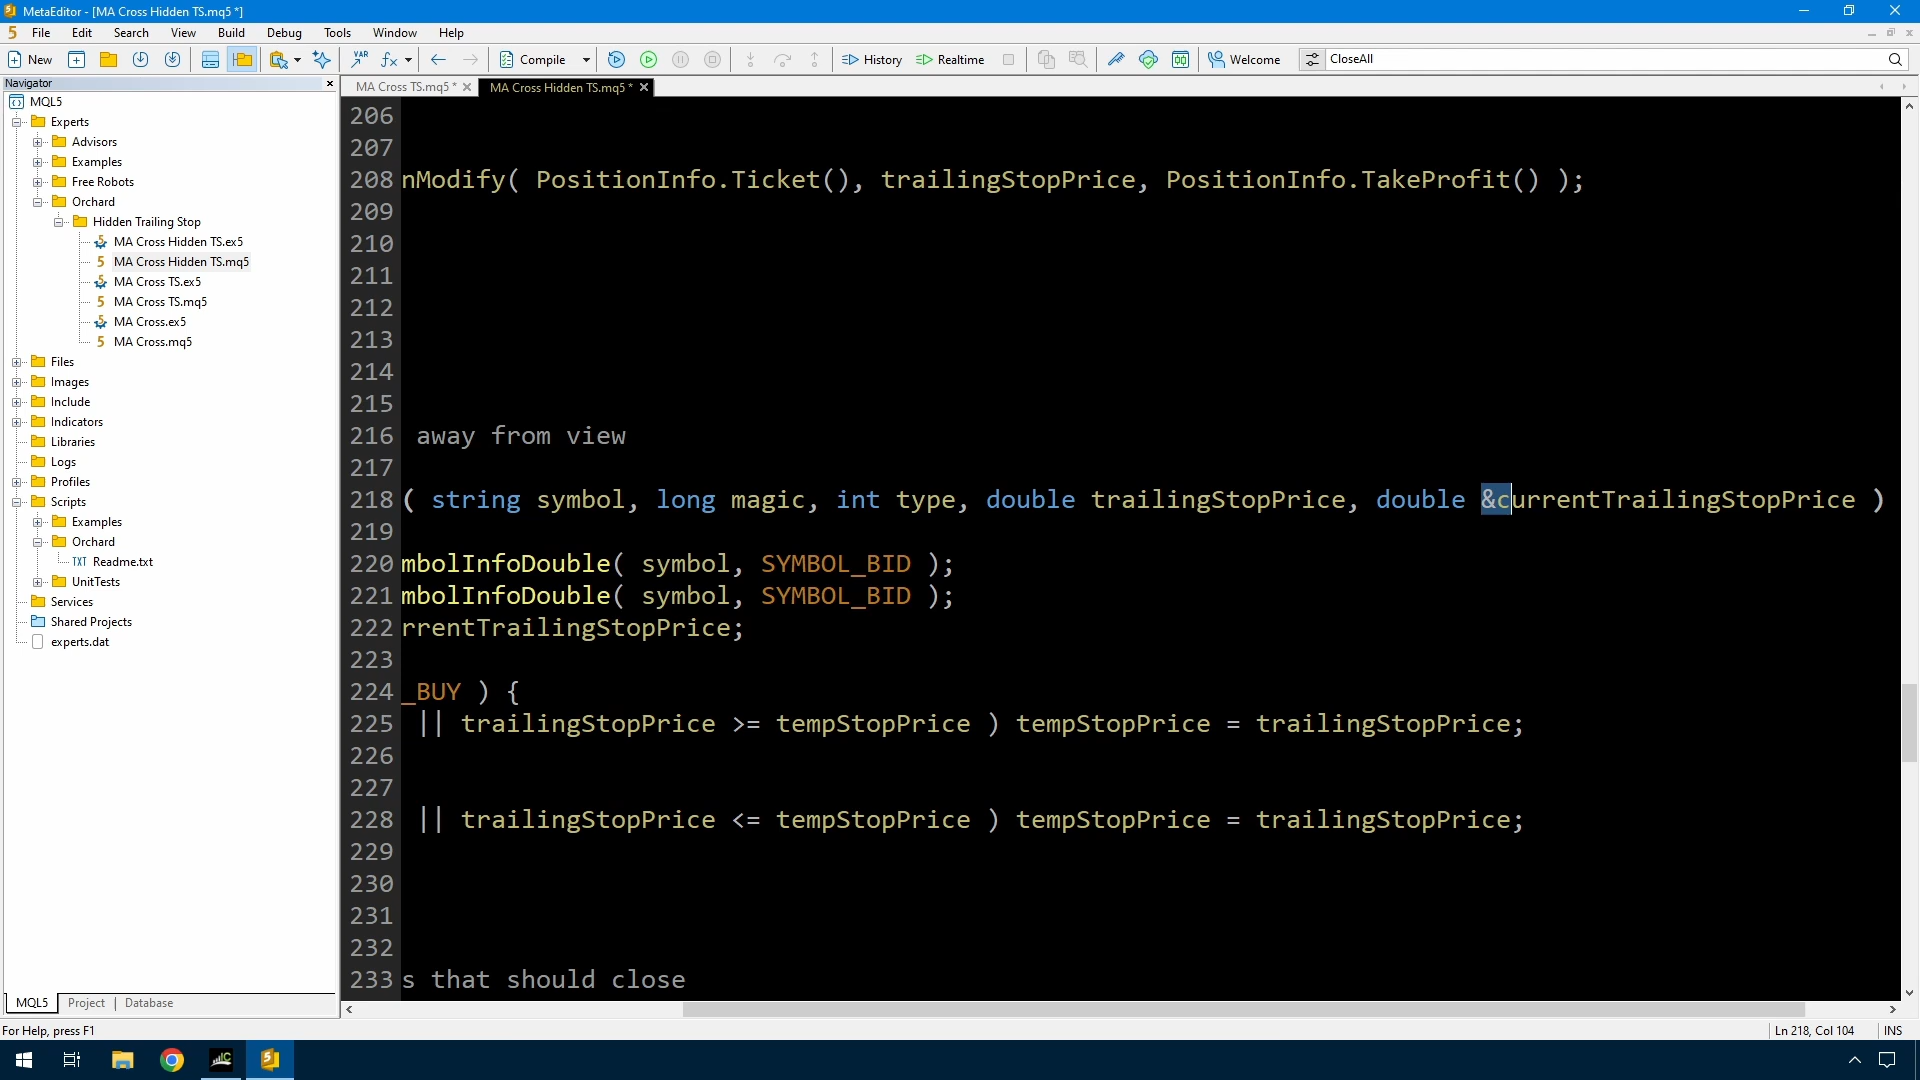 MetaEditor - [MA Cross Hidden TS.mq5 *]
File Edit Search View Build Debug Tools Window Help
New VAR fx Compile History Realtime Welcome CloseAll
Navigator
MA Cross TS.mq5 * MA Cross Hidden TS.mq5 *
MQL5
Experts
Advisors
Examples
Free Robots
Orchard
Hidden Trailing Stop
MA Cross Hidden TS.ex5
MA Cross Hidden TS.mq5
MA Cross TS.ex5
MA Cross TS.mq5
MA Cross.ex5
MA Cross.mq5
Files
Images
Include
Indicators
Libraries
Logs
Profiles
Scripts
Examples
Orchard
TXT Readme.txt
UnitTests
Services
Shared Projects
experts.dat
MQL5 Project Database
206
207
208 nModify( PositionInfo.Ticket(), trailingStopPrice, PositionInfo.TakeProfit() );
209
210
211
212
213
214
215
216 away from view
217
218 ( string symbol, long magic, int type, double trailingStopPrice, double &currentTrailingStopPrice )
219
220 mbolInfoDouble( symbol, SYMBOL_BID );
221 mbolInfoDouble( symbol, SYMBOL_BID );
222 rrentTrailingStopPrice;
223
224 _BUY ) {
225 || trailingStopPrice >= tempStopPrice ) tempStopPrice = trailingStopPrice;
226
227
228 || trailingStopPrice <= tempStopPrice ) tempStopPrice = trailingStopPrice;
229
230
231
232
233 s that should close
For Help, press F1 Ln 218, Col 104 INS